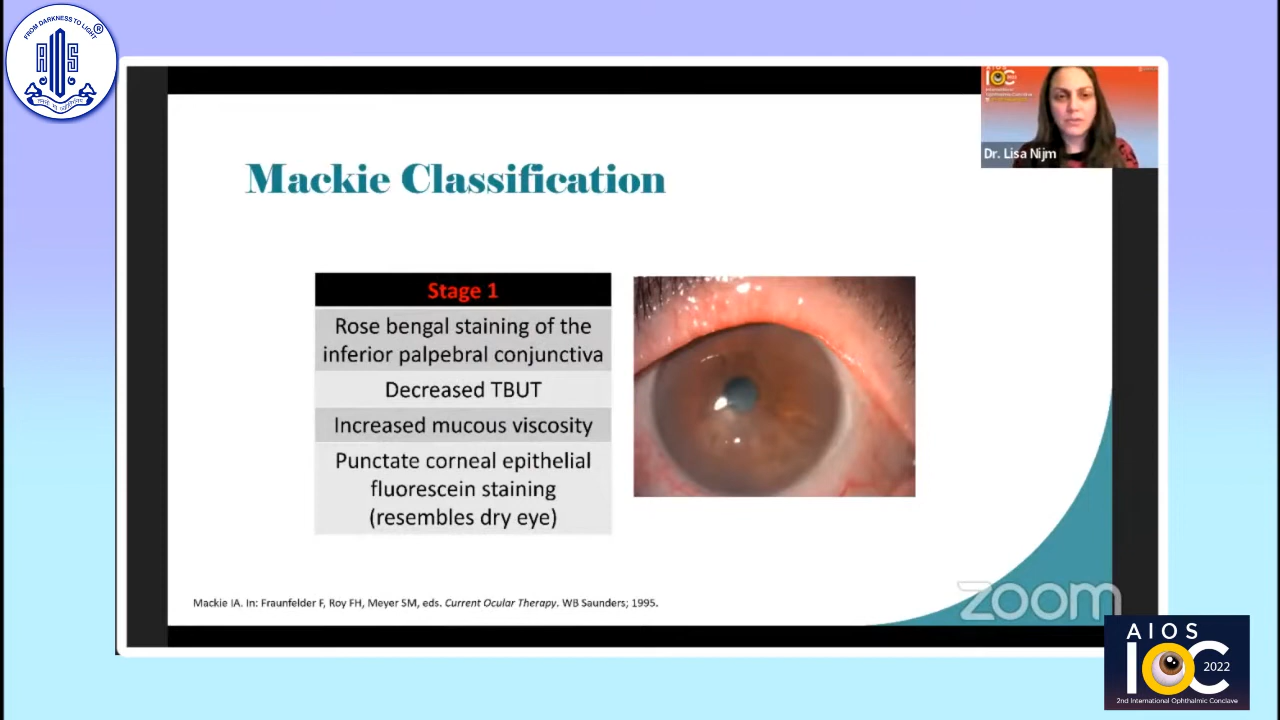 FROM DARKNESS TO LIGHT
®
AIOS
AIOS
IOC
Dr. Lisa Nijm
Mackie Classification
Stage 1
Rose bengal staining of the
inferior palpebral conjunctiva
Decreased TBUT
Increased mucous viscosity
Punctate corneal epithelial
fluorescein staining
(resembles dry eye)
Mackie IA. In: Fraunfelder F, Roy FH, Meyer SM, eds. Current Ocular Therapy. WB Saunders; 1995.
zoom
AIOS
IOC
2022
2nd International Ophthalmic Conclave